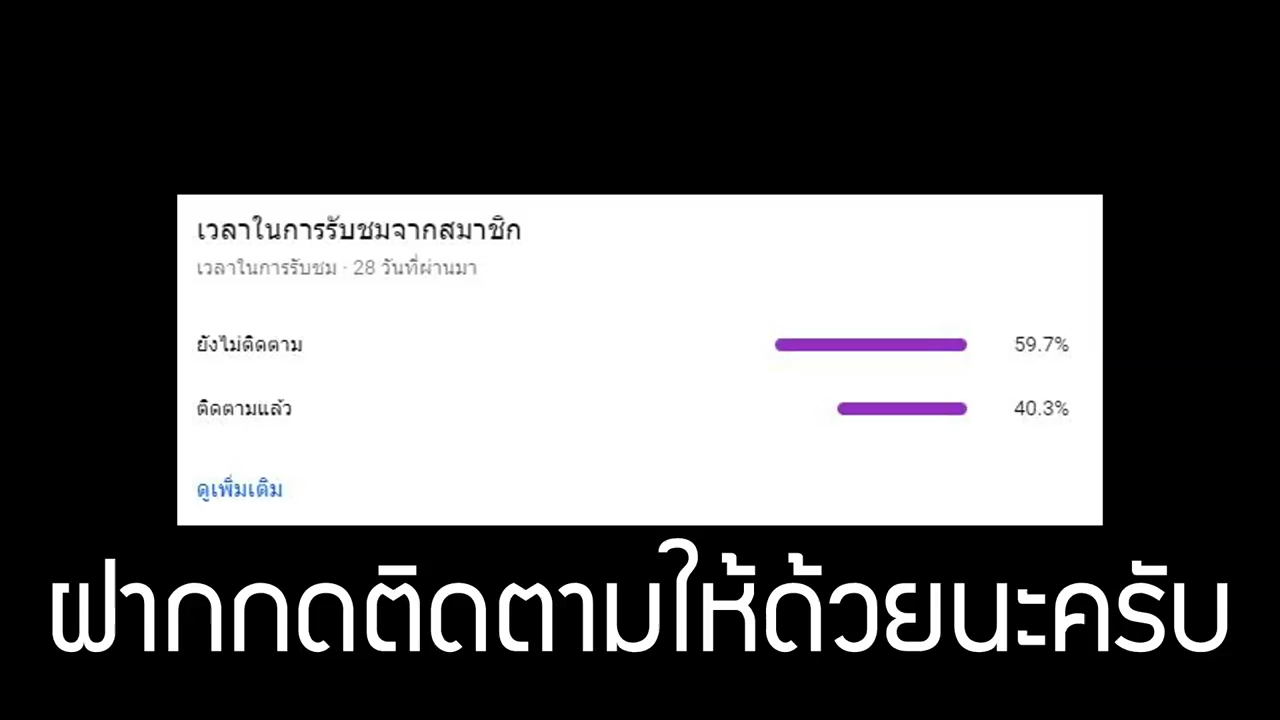 เวลาในการรับชมจากสมาชิก
เวลาในการรับชม · 28 วันที่ผ่านมา
ยังไม่ติดตาม 59.7%
ติดตามแล้ว 40.3%
ดูเพิ่มเติม
ฝากกดติดตามให้ด้วยนะครับ